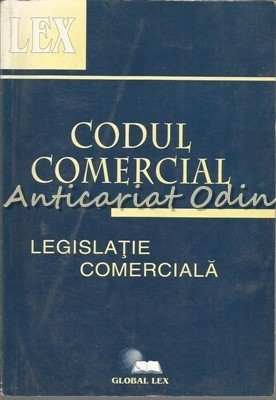 LEX
CODUL
COMERCIAL
Anticariat Odin
LEGISLAȚIE
COMERCIALĂ
GLOBAL LEX